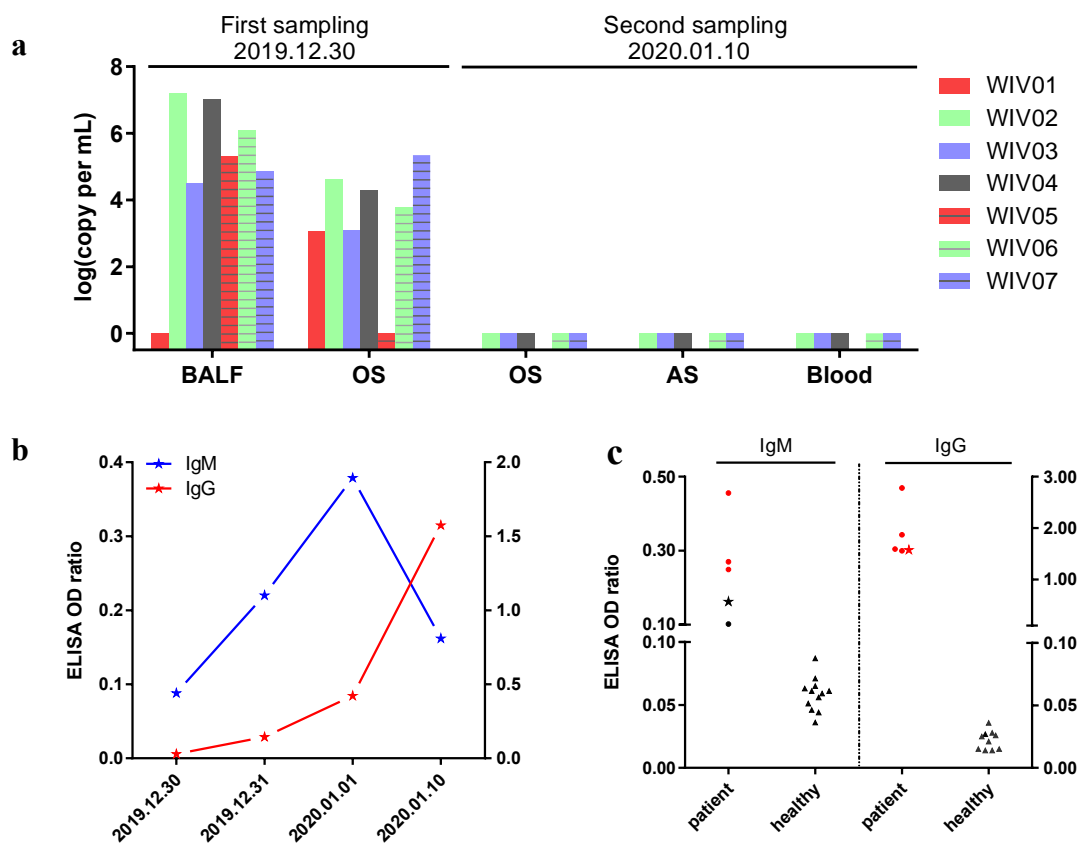 a
First sampling
2019.12.30
Second sampling
2020.01.10
log(copy per mL)
8
6
4
2
0
BALF
OS
OS
AS
Blood
WIV01
WIV02
WIV03
WIV04
WIV05
WIV06
WIV07
b
IgM
IgG
ELISA OD ratio
0.4
0.3
0.2
0.1
0.0
2.0
1.5
1.0
0.5
0.0
2019.12.30
2019.12.31
2020.01.01
2020.01.10
c
IgM
IgG
ELISA OD ratio
0.50
0.30
0.10
0.10
0.05
0.00
3.00
2.00
1.00
0.10
0.05
0.00
patient
healthy
patient
healthy